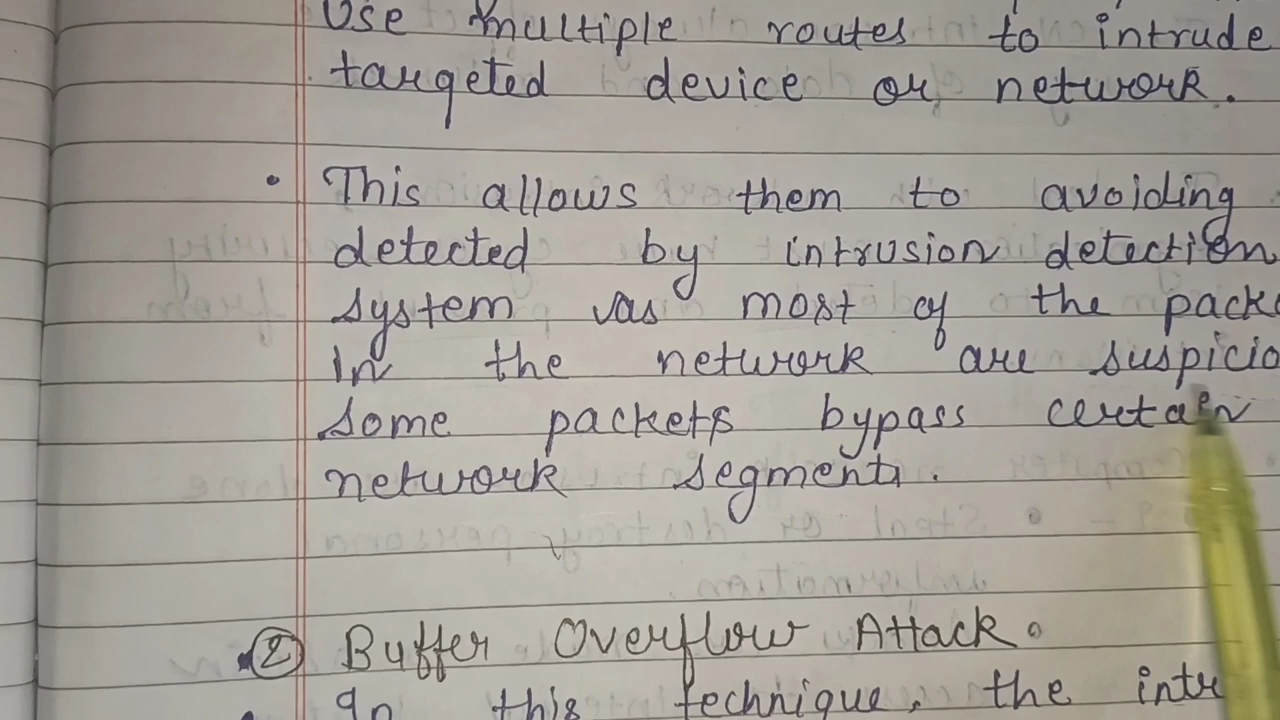 Use multiple routes to intrude
targeted device or network.
• This allows them to avoiding
detected by intrusion detection
system as most of the pack
in the network are suspicio
Some packets bypass certain
network segment.
② Buffer Overflow Attack.
In this technique, the intr